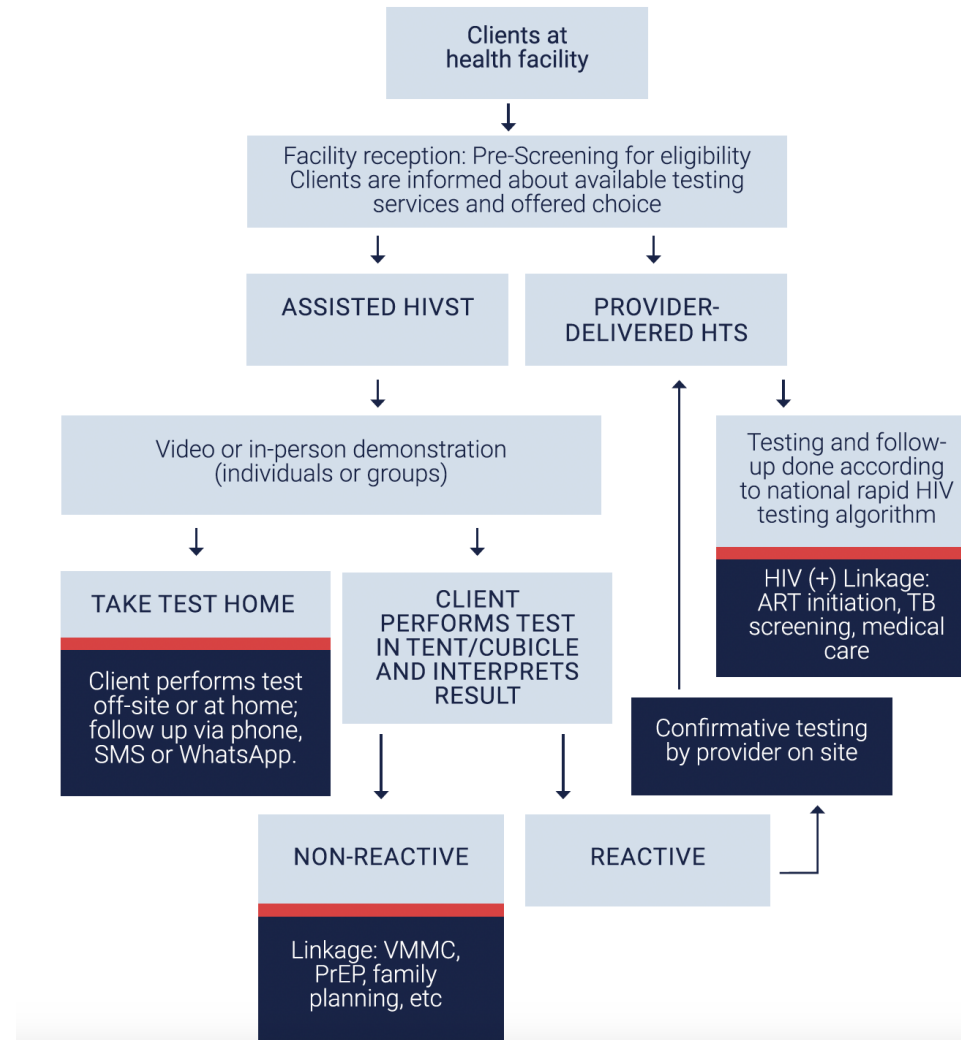 Clients at
health facility
Facility reception: Pre-Screening for eligibility
Clients are informed about available testing
services and offered choice
ASSISTED HIVST
PROVIDER-
DELIVERED HTS
Video or in-person demonstration
(individuals or groups)
Testing and follow-
up done according
to national rapid HIV
testing algorithm
HIV (+) Linkage:
ART initiation, TB
screening, medical
care
TAKE TEST HOME
Client performs test
off-site or at home;
follow up via phone,
SMS or WhatsApp.
CLIENT
PERFORMS TEST
IN TENT/CUBICLE
AND INTERPRETS
RESULT
Confirmative testing
by provider on site
NON-REACTIVE
Linkage: VMMC,
PrEP, family
planning, etc
REACTIVE